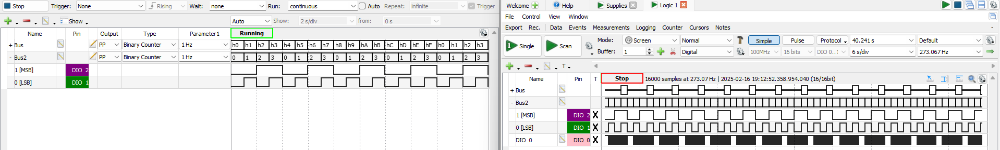 Stop Trigger: None Rising Wait: none Run: continuous Auto Repeat: infinite Trigger
Show Auto Show: 2 s/div from: 0 s
Name Pin Output Type Parameter1 Running
+ Bus PP Binary Counter 1 Hz h0 h1 h2 h3 h4 h5 h6 h7 h8 h9 hA hB hC hD hE hF h0 h1 h2 h3
- Bus2 PP Binary Counter 1 Hz 0 1 2 3 0 1 2 3 0 1 2 3 0 1 2 3 0 1 2 3
1 [MSB] DIO 2
0 [LSB] DIO 1
Welcome Help Supplies Logic 1
File Control View Window
Export Rec. Data Events Measurements Logging Counter Cursors Notes -
Single Scan Mode: Screen Normal Simple Pulse Protocol 40.241 s Default
Buffer: 1 Digital 100MHz 16 bits DIO 0..1 6 s/div 273.067 Hz
T
Name Pin T Stop 16000 samples at 273.07 Hz | 2025-02-16 19:12:52.358.954.040 (16/16bit)
+ Bus
- Bus2
1 [MSB] DIO 2 X
0 [LSB] DIO 1 X
DIO 0 DIO 0 X